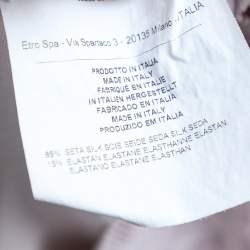 Etro Spa - Via Spartaco 3 - 20135 Milano, ITALIA
PRODOTTO IN ITALIA
MADE IN ITALY
FABRIQUÉ EN ITALIE
IN ITALIEN HERGESTELLT
FABRICADO EN ITALIA
MADE IN ITALY
PRODUZIDO EM ITALIA
85% SETA SILK SOIE SEIDE SEDA SILK SEDA
15% ELASTAN ELASTANE ELASTHANNE ELASTAN
ELASTANO ELASTANE ELASTHAN